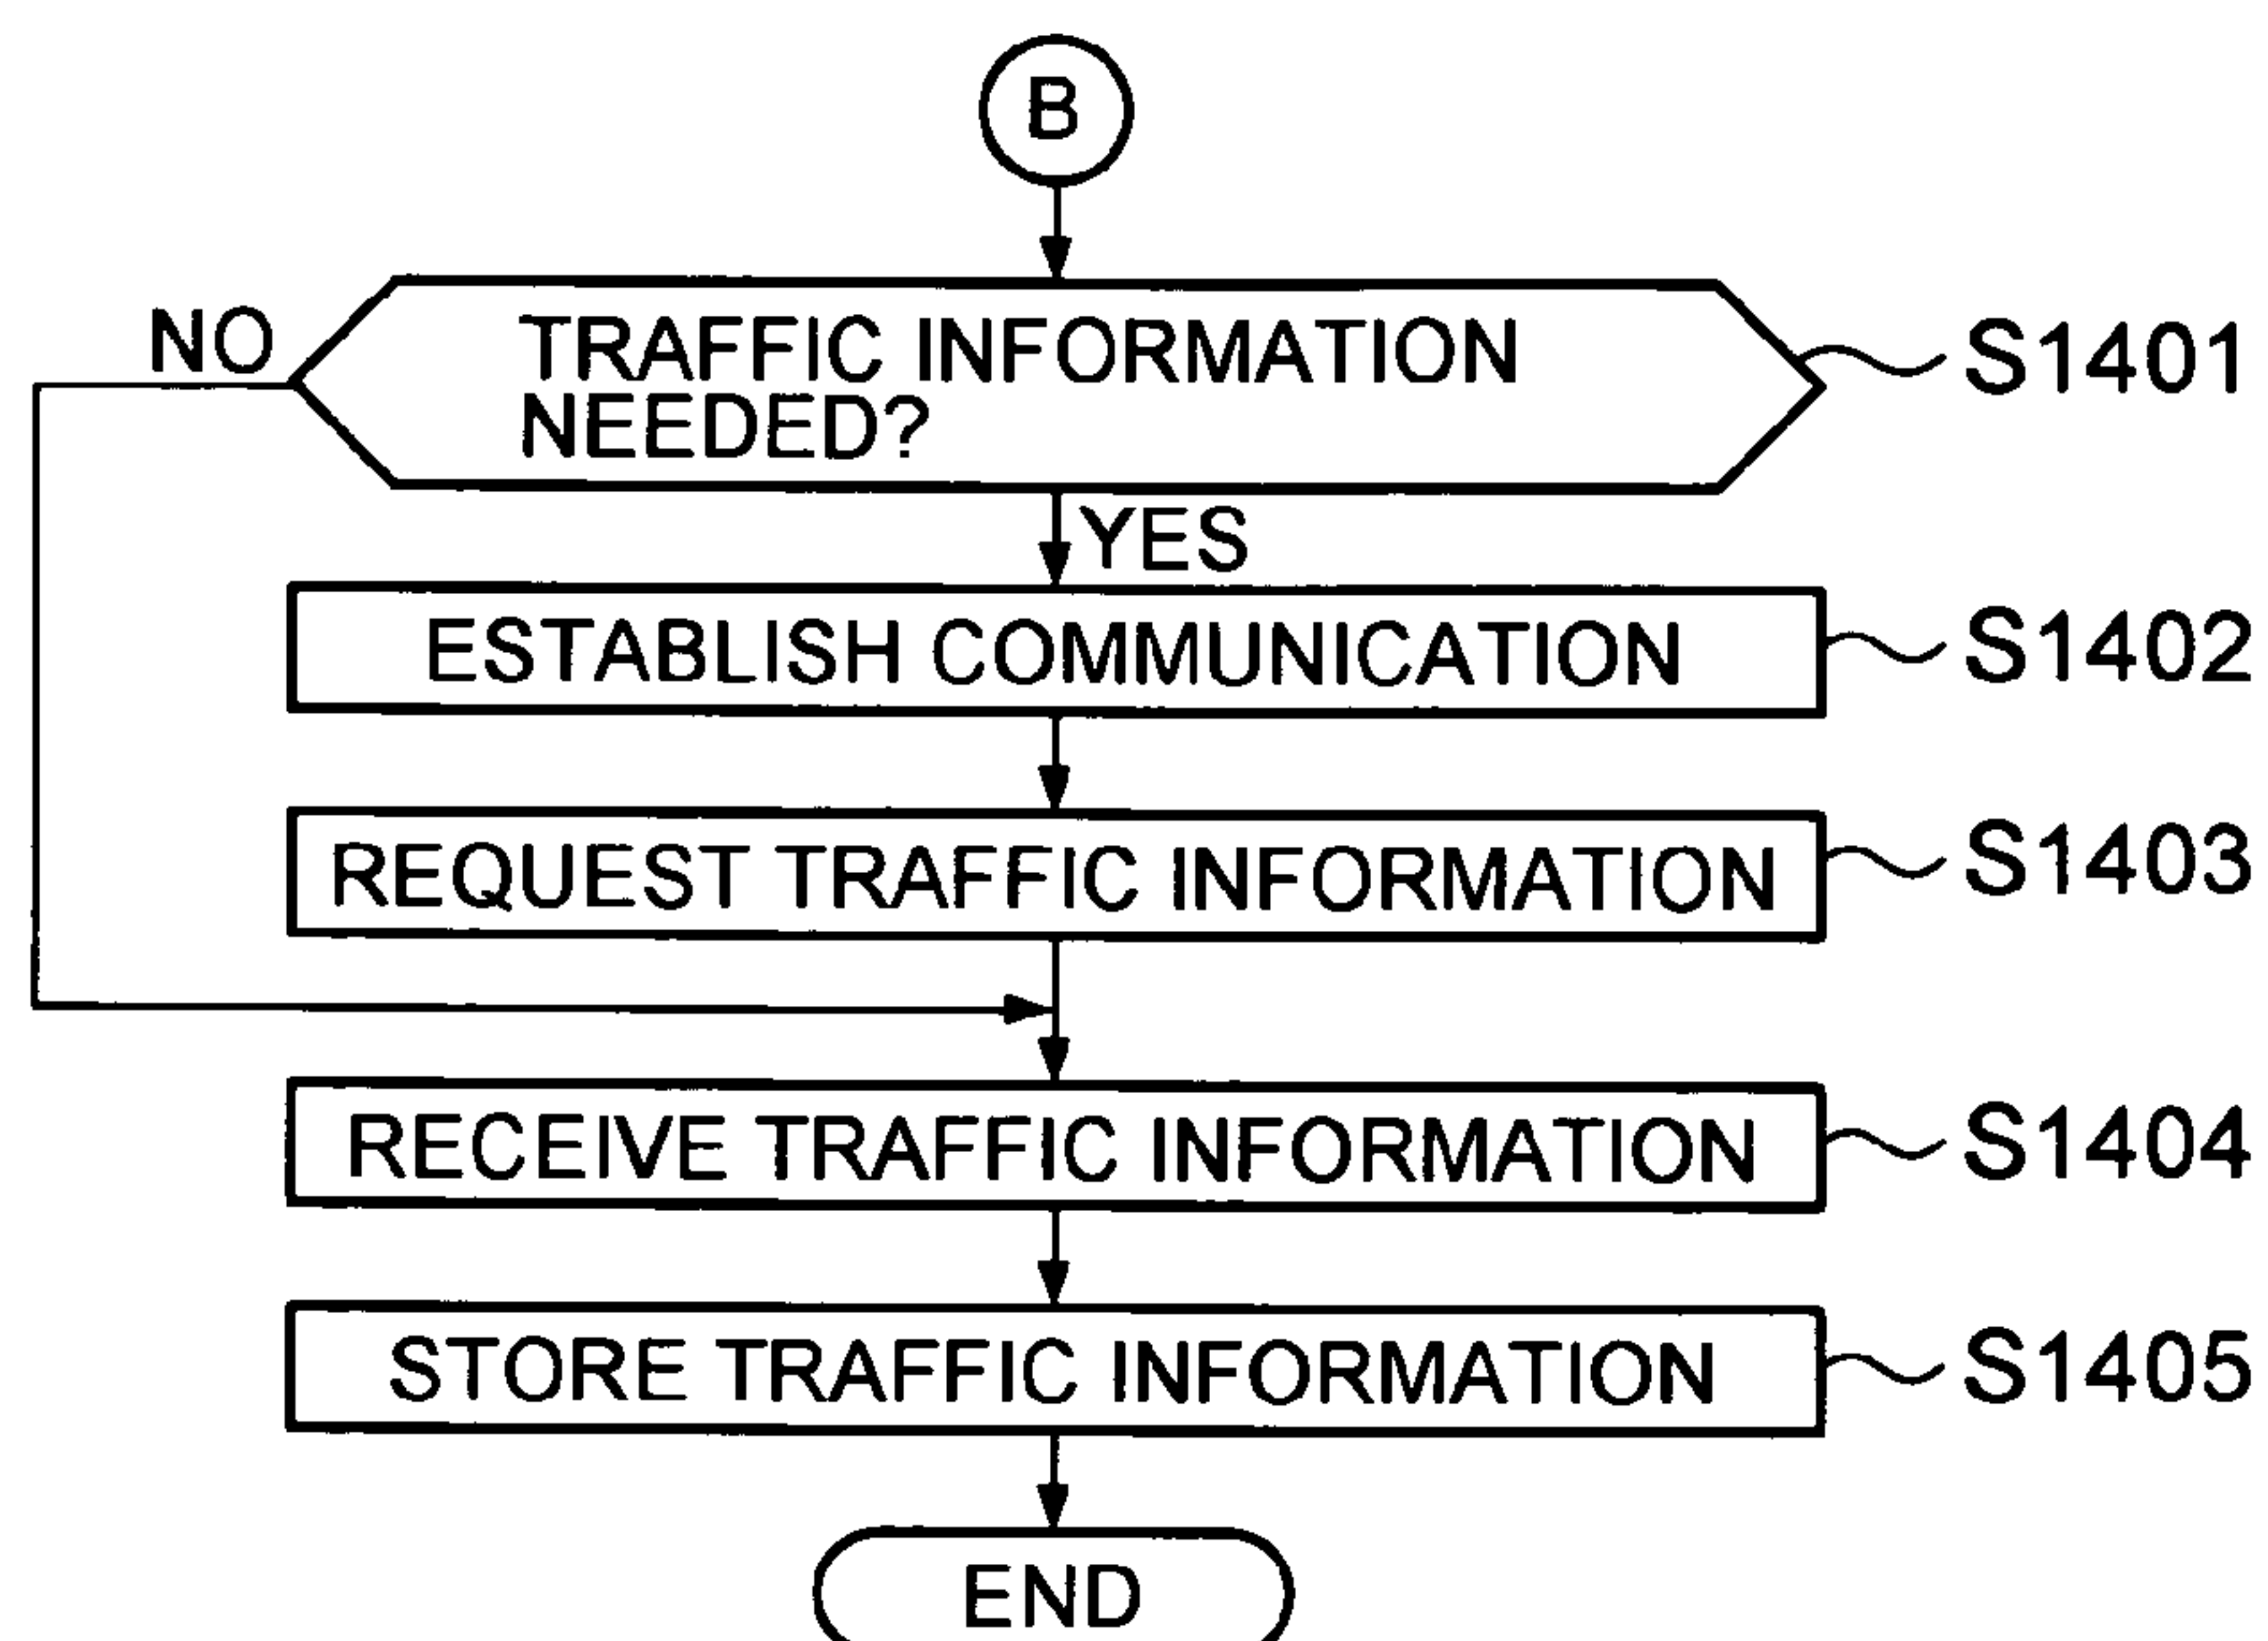 B
NO
TRAFFIC INFORMATION
NEEDED?
S1401
YES
ESTABLISH COMMUNICATION
S1402
REQUEST TRAFFIC INFORMATION
S1403
RECEIVE TRAFFIC INFORMATION
S1404
STORE TRAFFIC INFORMATION
S1405
END